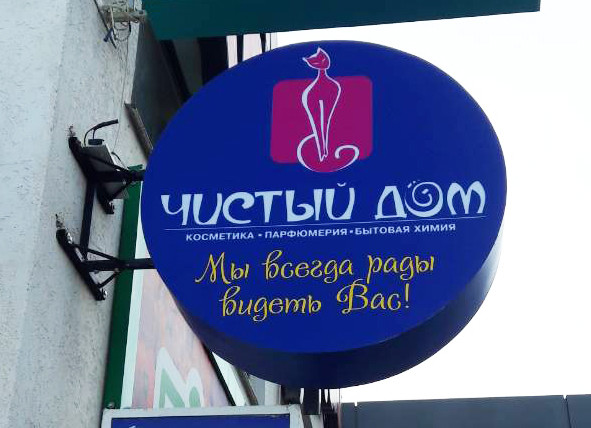 ЧИСТЫЙ ДОМ
КОСМЕТИКА • ПАРФЮМЕРИЯ • БЫТОВАЯ ХИМИЯ
Мы всегда рады
видеть Вас!